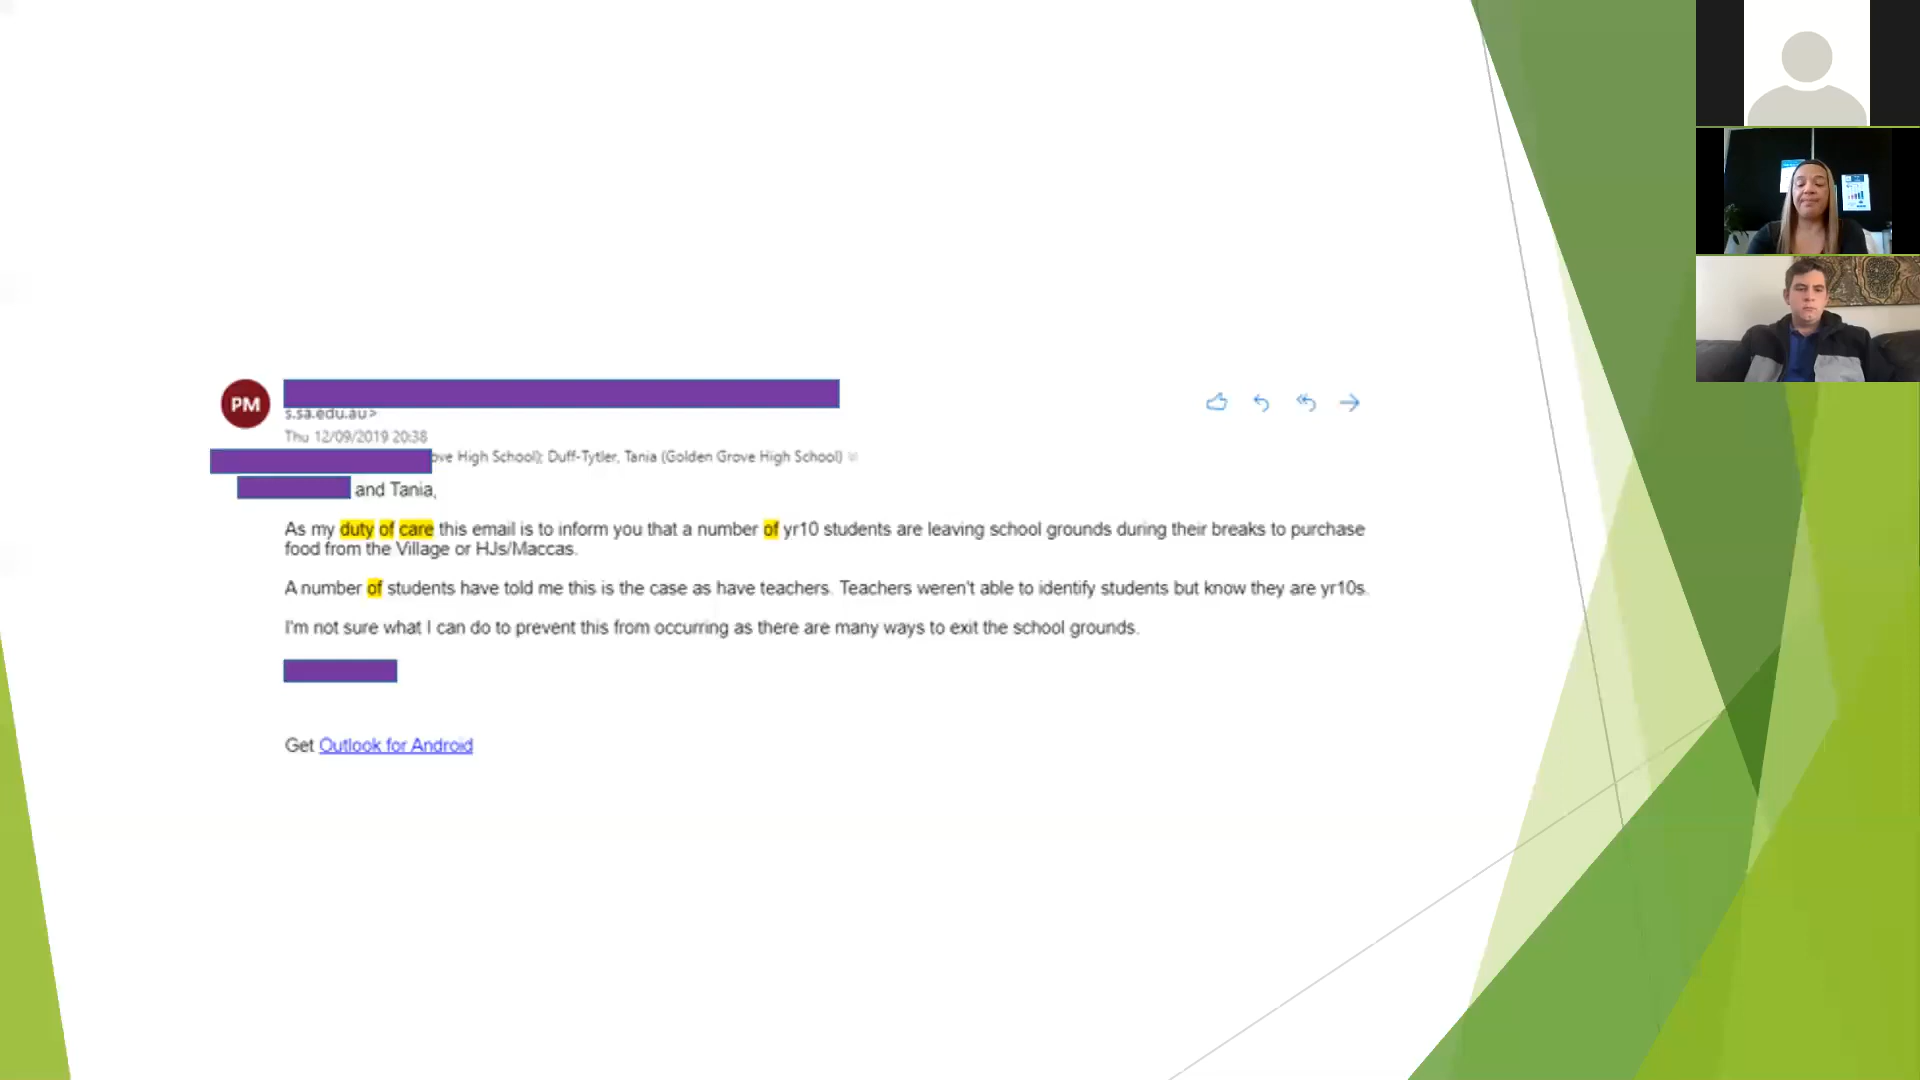 PM
s.sa.edu.au>
Thu 12/09/2019 20:38
ove High School); Duff-Tytler, Tania (Golden Grove High School)
and Tania,
As my duty of care this email is to inform you that a number of yr10 students are leaving school grounds during their breaks to purchase
food from the Village or HJs/Maccas.
A number of students have told me this is the case as have teachers. Teachers weren't able to identify students but know they are yr10s.
I'm not sure what I can do to prevent this from occurring as there are many ways to exit the school grounds.
Get Outlook for Android